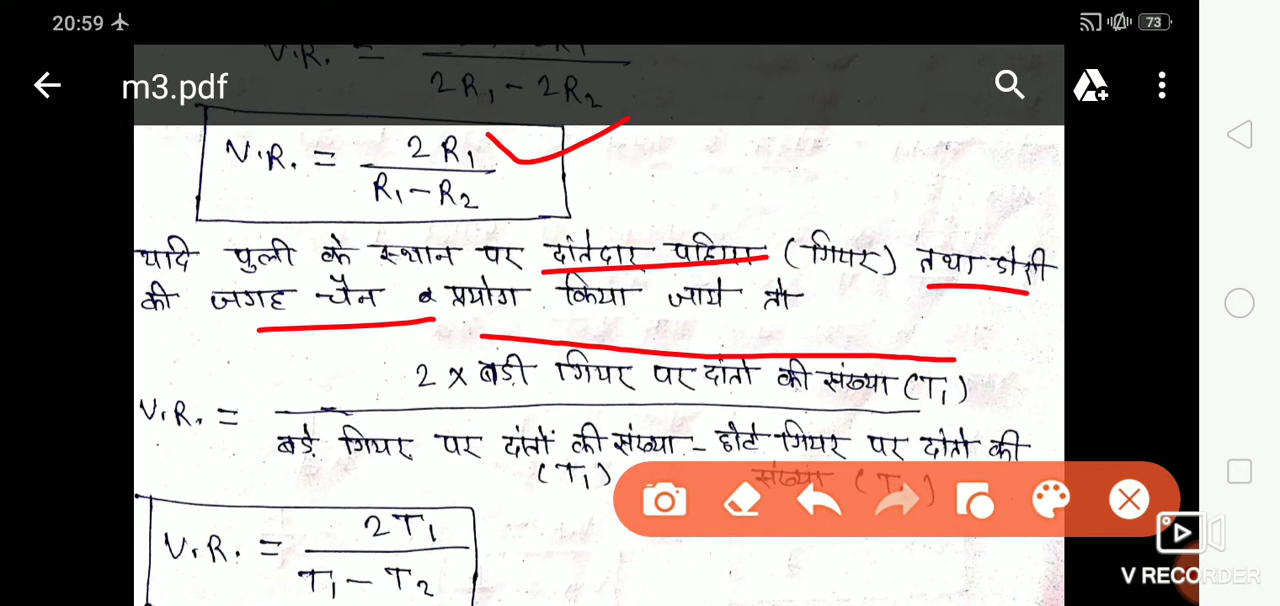 20:59
73
m3.pdf
V.R. =
2R₁ - 2R₂
V.R. = 2R₁ / R₁-R₂
यदि पुली के स्थान पर दांतेदार पहिया (गियर) तथा डोरी
की जगह चैन प्रयोग किया जाये तो
2 × बडी गियर पर दांतो की संख्या (T₁)
V.R. =
बड़े गियर पर दांतों की संख्या - छोटे गियर पर दांतो की
(T₁) संख्या (T )
V.R. = 2T₁ / T₁ - T₂
V RECORDER